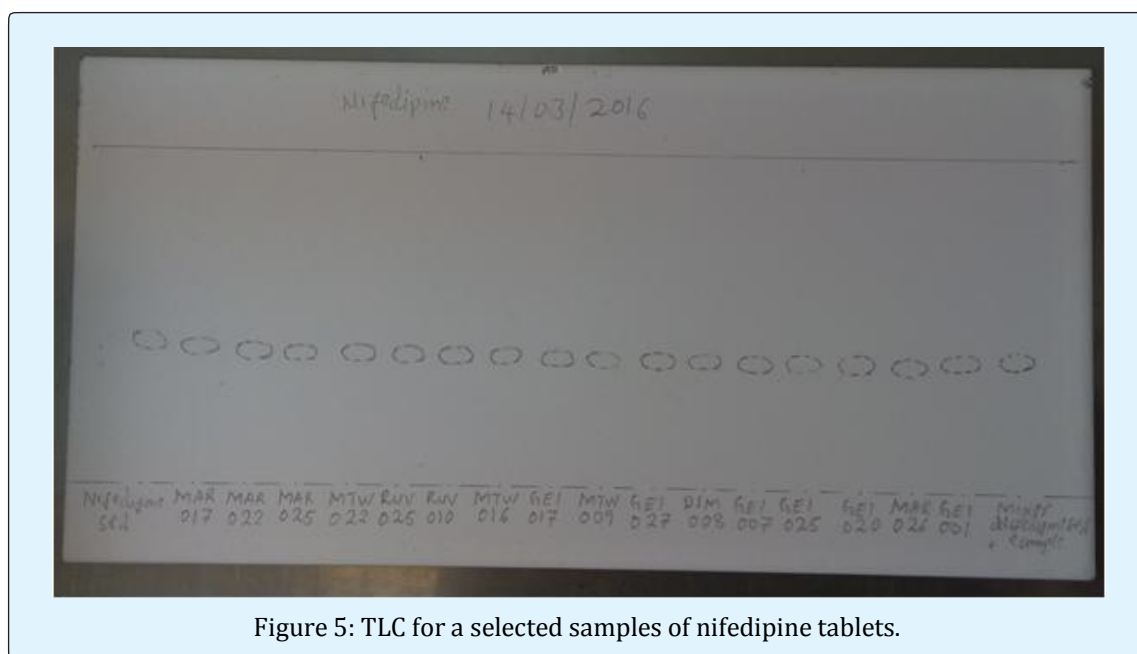 Nifedipine 14/03/2016
Nifedipine MAR MAR MAR MTW RUV RUV MTW GEI MTW GEI DIM GEI GEI GEI MAR GEI
std 017 022 025 022 025 010 016 017 009 027 008 007 025 020 026 001
+ sample
Figure 5: TLC for a selected samples of nifedipine tablets.